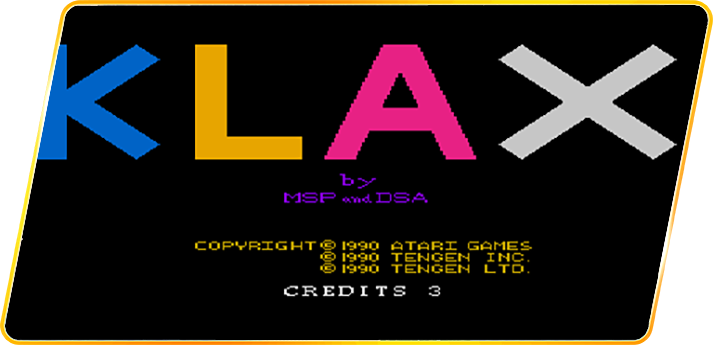 KLAX
by
MSP and DSA
COPYRIGHT © 1990 ATARI GAMES
© 1990 TENGEN INC.
© 1990 TENGEN LTD.
CREDITS 3